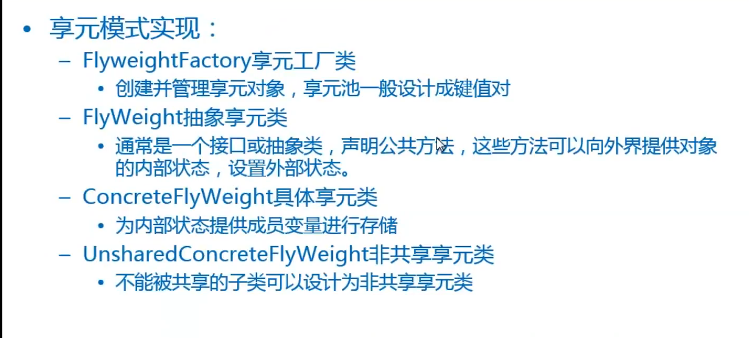 • 享元模式实现：
– FlyweightFactory享元工厂类
• 创建并管理享元对象，享元池一般设计成键值对
– FlyWeight抽象享元类
• 通常是一个接口或抽象类，声明公共方法，这些方法可以向外界提供对象
的内部状态，设置外部状态。
– ConcreteFlyWeight具体享元类
• 为内部状态提供成员变量进行存储
– UnsharedConcreteFlyWeight非共享享元类
• 不能被共享的子类可以设计为非共享享元类